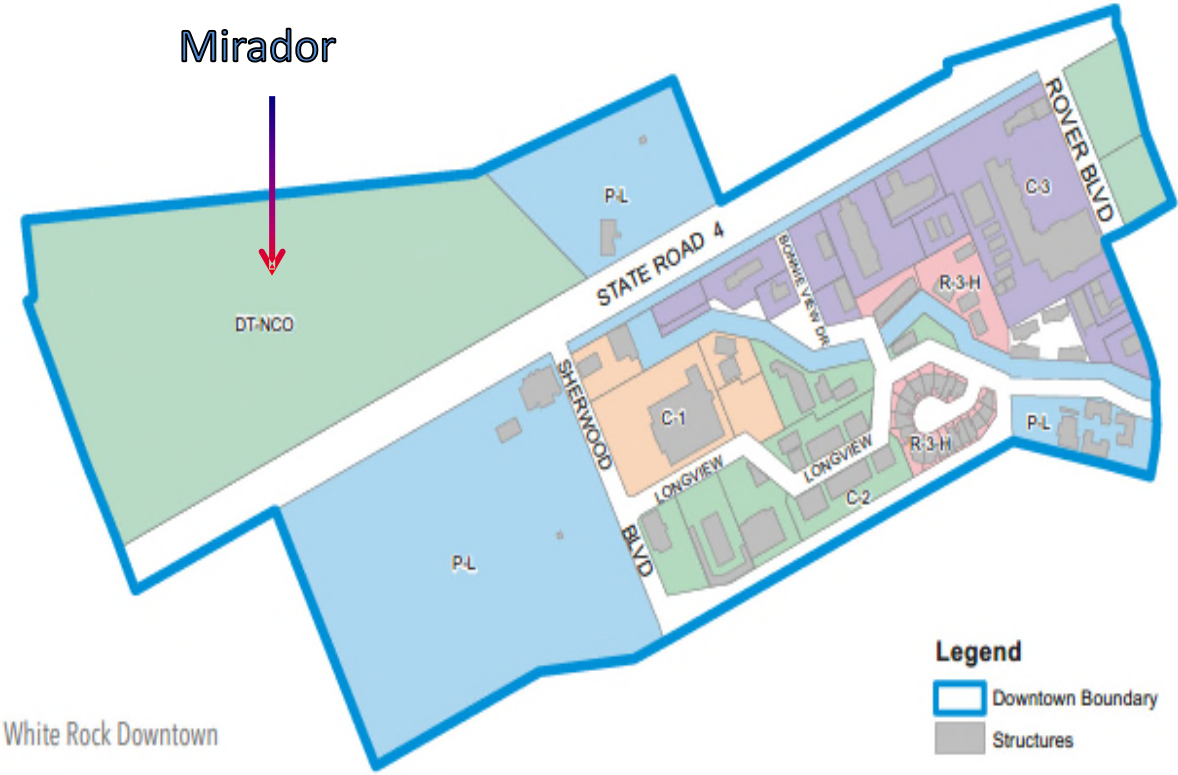 Mirador
P-L
STATE ROAD 4
ROVER BLVD
C-3
BONNIE VIEW DR
R-3-H
DT-NCO
SHERWOOD
BLVD
C-1
LONGVIEW
LONGVIEW
R-3-H
P-L
C-2
P-L
Legend
Downtown Boundary
Structures
White Rock Downtown